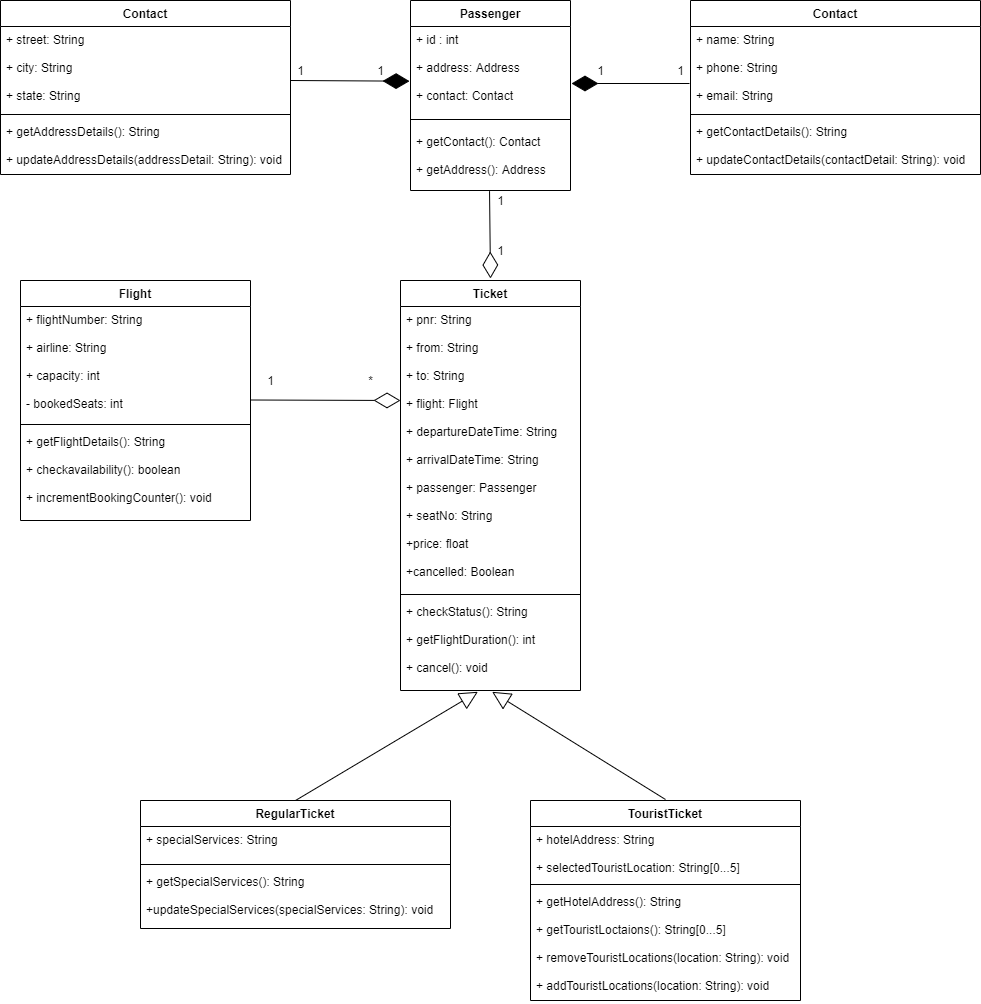 Contact
+ street: String
+ city: String
+ state: String
+ getAddressDetails(): String
+ updateAddressDetails(addressDetail: String): void
1
1
Passenger
+ id : int
+ address: Address
+ contact: Contact
+ getContact(): Contact
+ getAddress(): Address
1
1
Contact
+ name: String
+ phone: String
+ email: String
+ getContactDetails(): String
+ updateContactDetails(contactDetail: String): void
1
1
Flight
+ flightNumber: String
+ airline: String
+ capacity: int
- bookedSeats: int
+ getFlightDetails(): String
+ checkavailability(): boolean
+ incrementBookingCounter(): void
1
*
Ticket
+ pnr: String
+ from: String
+ to: String
+ flight: Flight
+ departureDateTime: String
+ arrivalDateTime: String
+ passenger: Passenger
+ seatNo: String
+price: float
+cancelled: Boolean
+ checkStatus(): String
+ getFlightDuration(): int
+ cancel(): void
RegularTicket
+ specialServices: String
+ getSpecialServices(): String
+updateSpecialServices(specialServices: String): void
TouristTicket
+ hotelAddress: String
+ selectedTouristLocation: String[0...5]
+ getHotelAddress(): String
+ getTouristLoctaions(): String[0...5]
+ removeTouristLocations(location: String): void
+ addTouristLocations(location: String): void